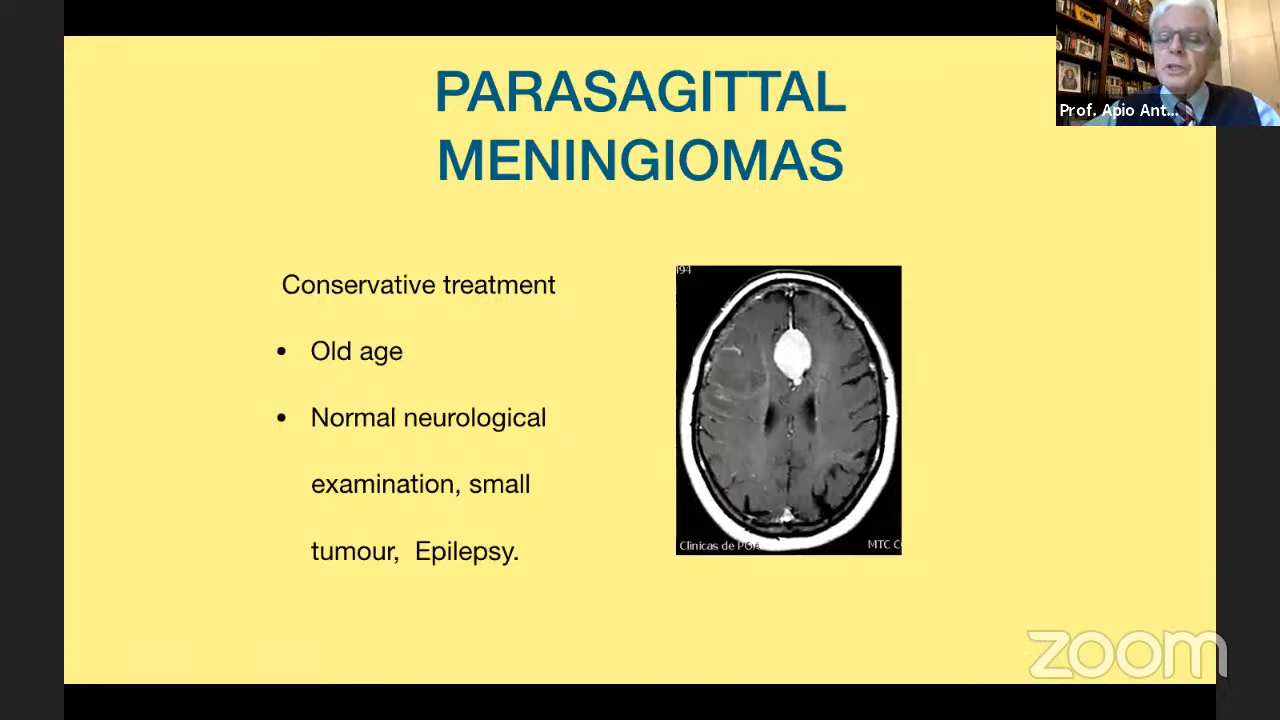 PARASAGITTAL
MENINGIOMAS
Prof. Apio Ant...
Conservative treatment
• Old age
• Normal neurological
examination, small
tumour, Epilepsy.
494
Clinicas de
MTC
zoom